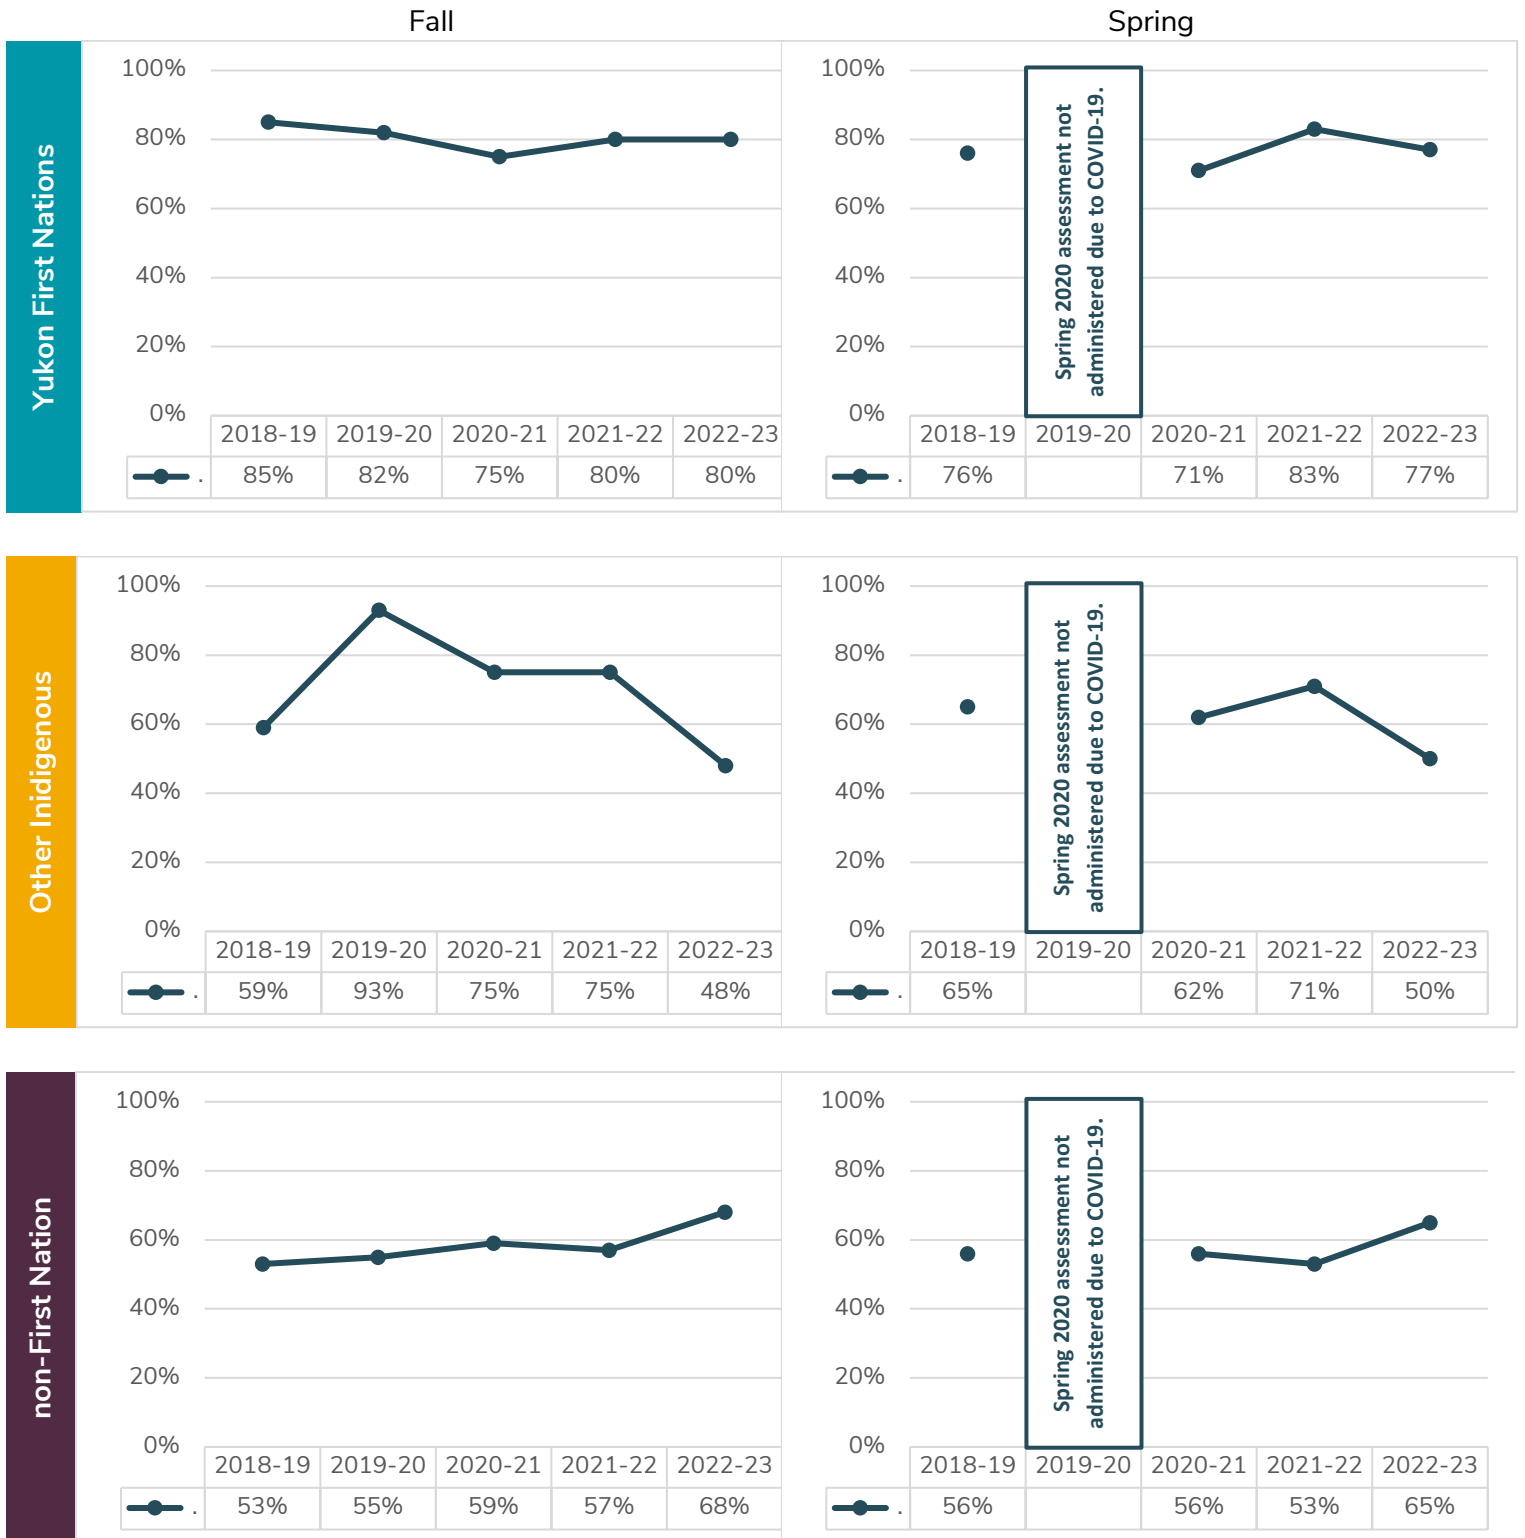 Fall
Spring
Yukon First Nations
100%
80%
60%
40%
20%
0%
2018-19 2019-20 2020-21 2021-22 2022-23
. 85% 82% 75% 80% 80%
100%
80%
60%
40%
20%
0%
Spring 2020 assessment not
administered due to COVID-19.
2018-19 2019-20 2020-21 2021-22 2022-23
. 76% 71% 83% 77%
Other Inidigenous
100%
80%
60%
40%
20%
0%
2018-19 2019-20 2020-21 2021-22 2022-23
. 59% 93% 75% 75% 48%
100%
80%
60%
40%
20%
0%
Spring 2020 assessment not
administered due to COVID-19.
2018-19 2019-20 2020-21 2021-22 2022-23
. 65% 62% 71% 50%
non-First Nation
100%
80%
60%
40%
20%
0%
2018-19 2019-20 2020-21 2021-22 2022-23
. 53% 55% 59% 57% 68%
100%
80%
60%
40%
20%
0%
Spring 2020 assessment not
administered due to COVID-19.
2018-19 2019-20 2020-21 2021-22 2022-23
. 56% 56% 53% 65%